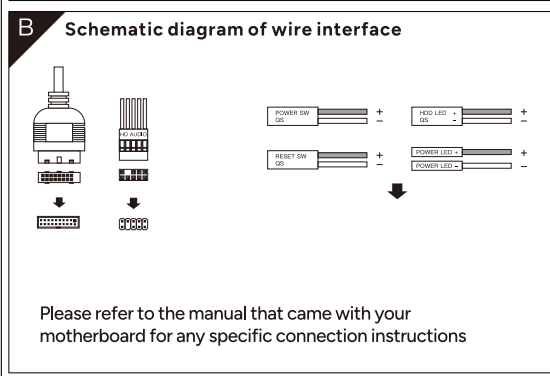 B
Schematic diagram of wire interface
HD AUDIO
POWER SW
QS
+
−
HDD LED +
QS −
+
−
RESET SW
QS
+
−
POWER LED +
+
POWER LED −
−
Please refer to the manual that came with your
motherboard for any specific connection instructions